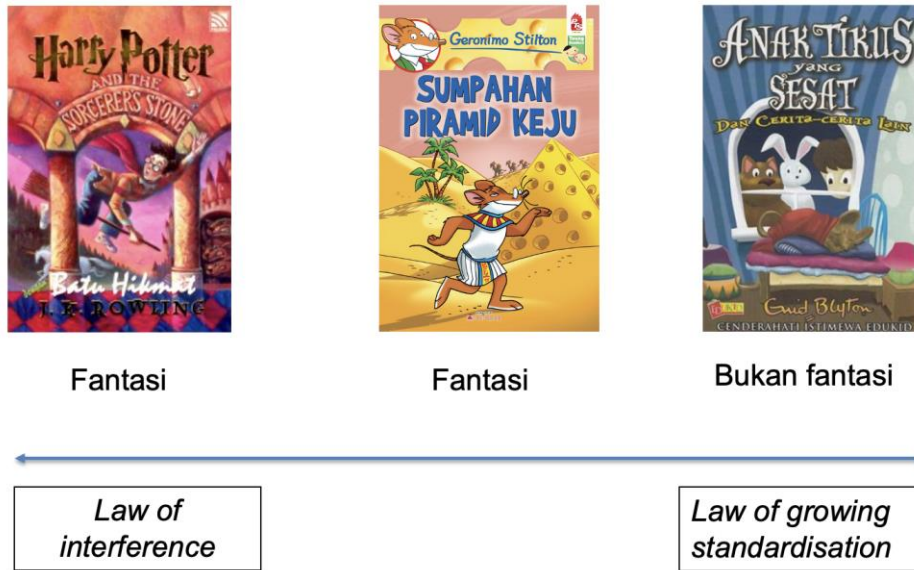 Harry Potter
AND THE
SORCERER'S STONE
Batu Hikmat
J. K. ROWLING
Geronimo Stilton
SUMPAHAN
PIRAMID KEJU
ANAK TIKUS
YANG
SESAT
DAN CERITA-CERITA LAIN
Enid Blyton
CENDERAHATI ISTIMEWA EDUKID
Fantasi
Fantasi
Bukan fantasi
Law of
interference
Law of growing
standardisation